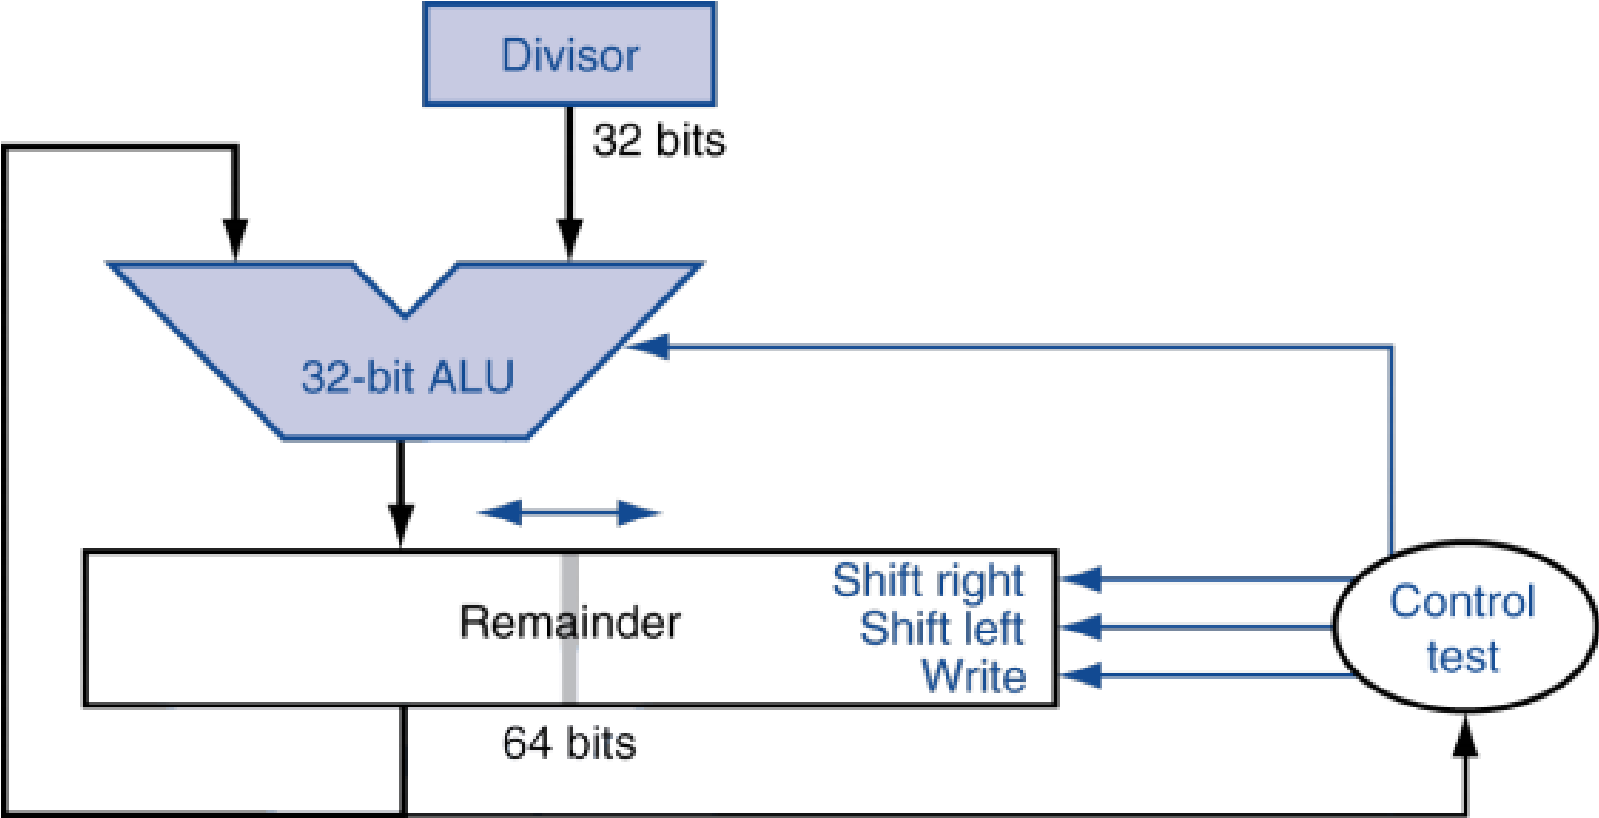 Divisor
32 bits
32-bit ALU
Remainder
Shift right
Shift left
Write
Control
test
64 bits